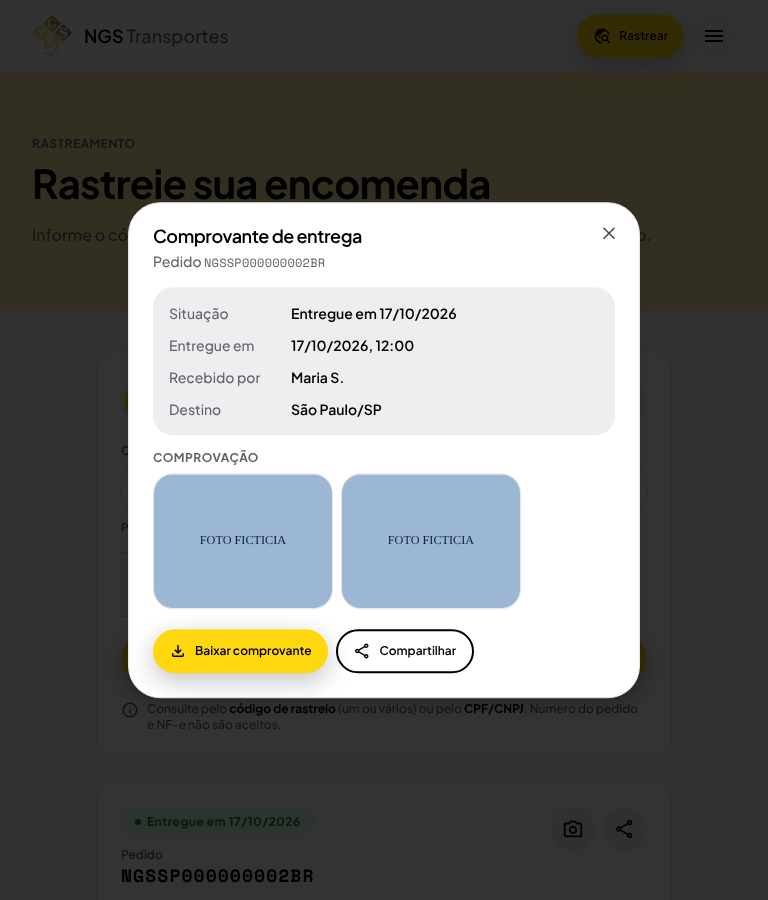 NGS Transportes
Rastrear
RASTREAMENTO
Rastreie sua encomenda
Informe o có
o.
Comprovante de entrega
Pedido NGSSP000000002BR
Situação Entregue em 17/10/2026
Entregue em 17/10/2026, 12:00
Recebido por Maria S.
Destino São Paulo/SP
COMPROVAÇÃO
FOTO FICTICIA FOTO FICTICIA
Baixar comprovante Compartilhar
Consulte pelo código de rastreio (um ou vários) ou pelo CPF/CNPJ. Número do pedido
e NF-e não são aceitos.
Entregue em 17/10/2026
Pedido
NGSSP000000002BR